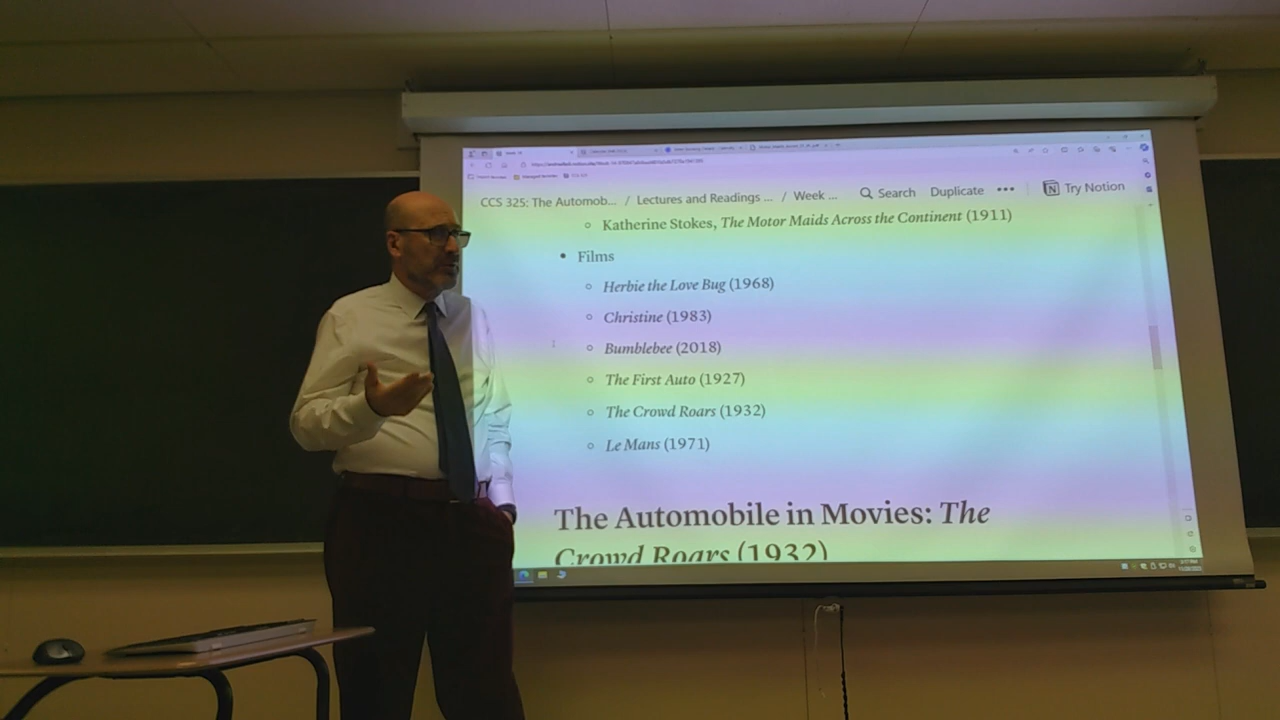 CCS 325: The Automob... / Lectures and Readings ... / Week ... Search Duplicate ••• Try Notion
Katherine Stokes, The Motor Maids Across the Continent (1911)
Films
Herbie the Love Bug (1968)
Christine (1983)
Bumblebee (2018)
The First Auto (1927)
The Crowd Roars (1932)
Le Mans (1971)
The Automobile in Movies: The
Crowd Roars (1932)